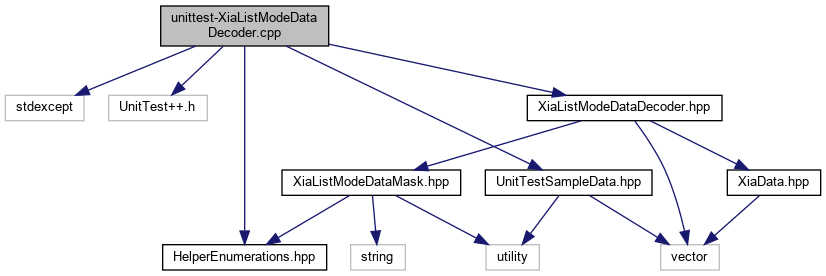 unittest-XiaListModeData
Decoder.cpp
stdexcept
UnitTest++.h
XiaListModeDataDecoder.hpp
XiaListModeDataMask.hpp
UnitTestSampleData.hpp
XiaData.hpp
HelperEnumerations.hpp
string
utility
vector